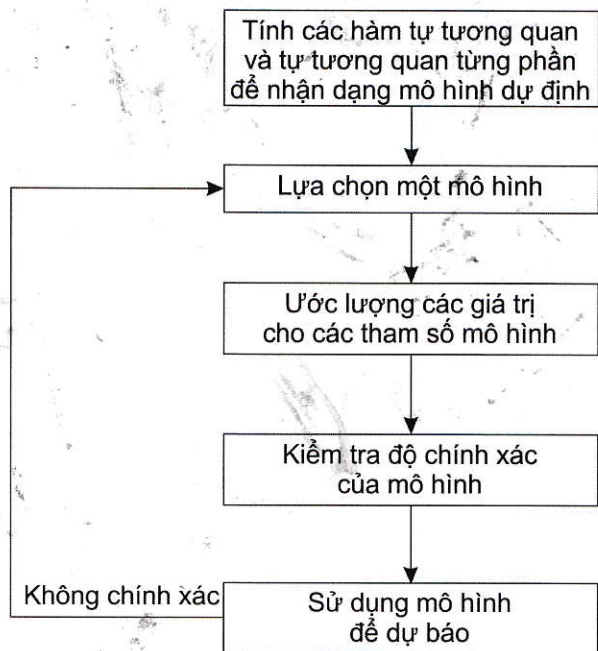 Tính các hàm tự tương quan
và tự tương quan từng phần
để nhận dạng mô hình dự định
Lựa chọn một mô hình
Ước lượng các giá trị
cho các tham số mô hình
Kiểm tra độ chính xác
của mô hình
Không chính xác
Sử dụng mô hình
để dự báo